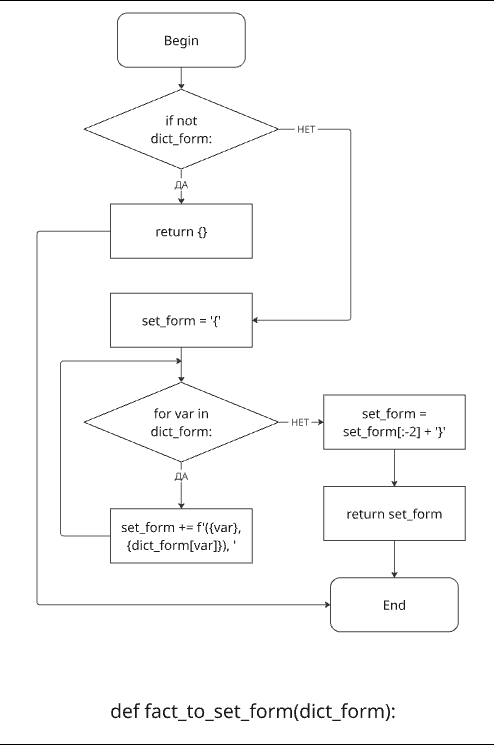 Begin
if not
dict_form:
НЕТ
ДА
return {}
set_form = '{'
for var in
dict_form:
НЕТ
set_form =
set_form[:-2] + '}'
ДА
set_form += f'({var},
{dict_form[var]}), '
return set_form
End
def fact_to_set_form(dict_form):